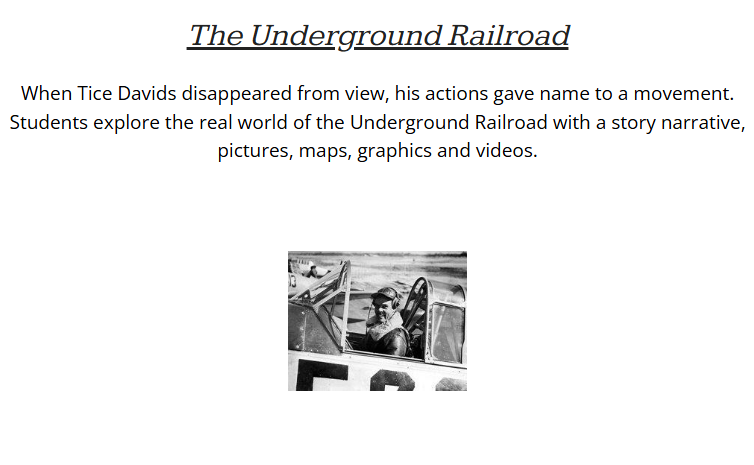 The Underground Railroad
When Tice Davids disappeared from view, his actions gave name to a movement.
Students explore the real world of the Underground Railroad with a story narrative,
pictures, maps, graphics and videos.